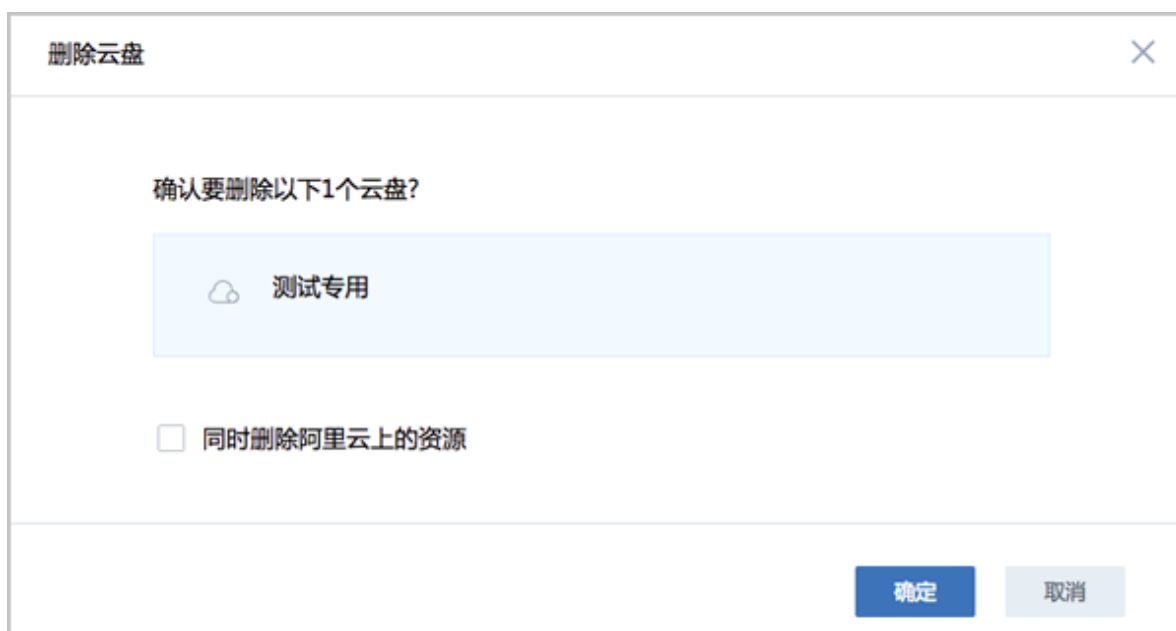 删除云盘
确认要删除以下1个云盘?
测试专用
同时删除阿里云上的资源
确定
取消